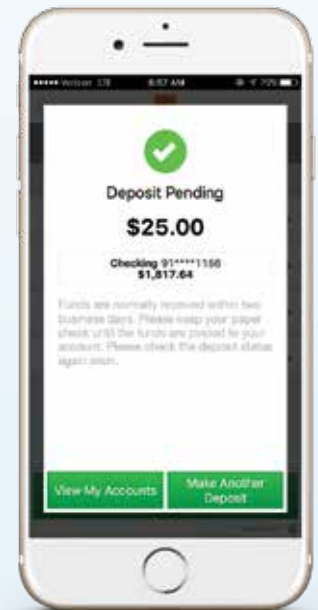 Verizon LTE 8:57 AM
Deposit Pending
$25.00
Checking 91****1156
$1,817.64
Funds are normally received within two
business days. Please keep your paper
check until the funds are posted to your
account. Please check the deposit status
again soon.
View My Accounts
Make Another
Deposit